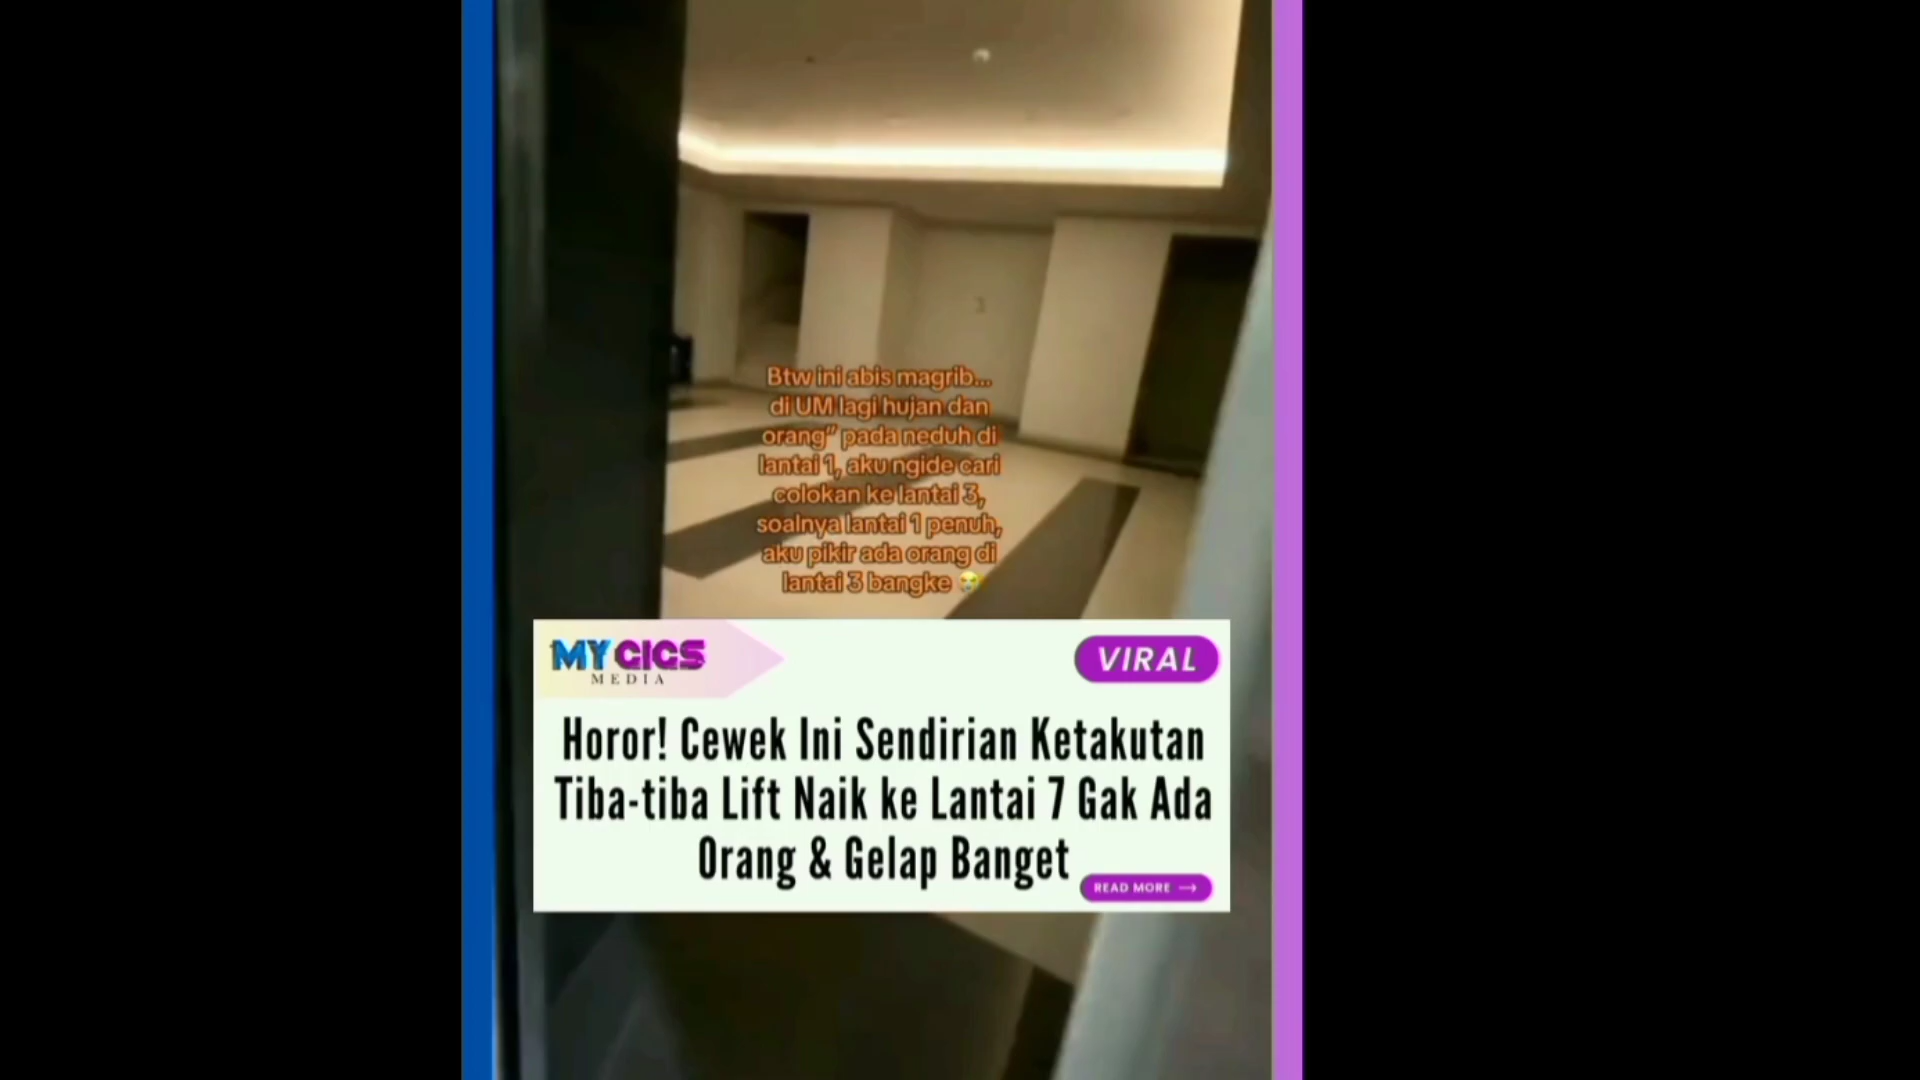 3
Btw ini abis magrib...
di UM lagi hujan dan
orang" pada neduh di
lantai 1, aku ngide cari
colokan ke lantai 3,
soalnya lantai 1 penuh,
aku pikir ada orang di
lantai 3 bangke 😭
MY CICS
MEDIA
VIRAL
Horor! Cewek Ini Sendirian Ketakutan
Tiba-tiba Lift Naik ke Lantai 7 Gak Ada
Orang & Gelap Banget
READ MORE →